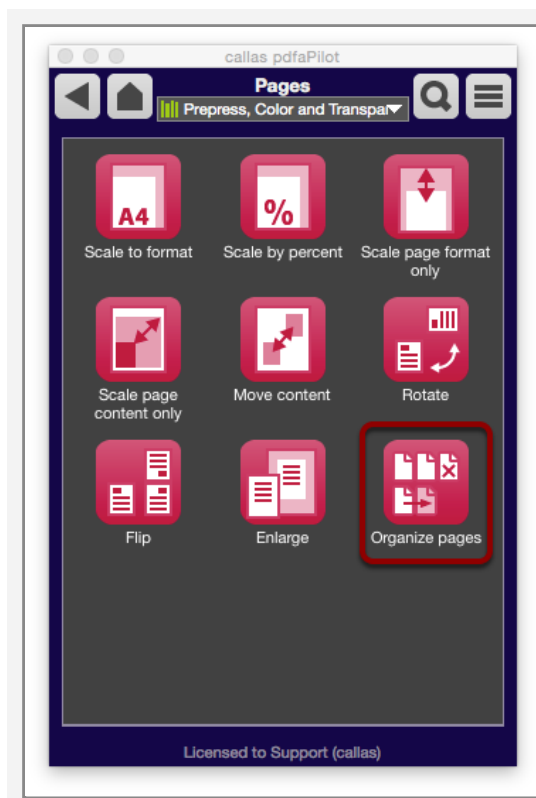 callas pdfaPilot
Pages
Prepress, Color and Transpar
A4
%
Scale to format
Scale by percent
Scale page format
only
Scale page
content only
Move content
Rotate
Flip
Enlarge
Organize pages
Licensed to Support (callas)